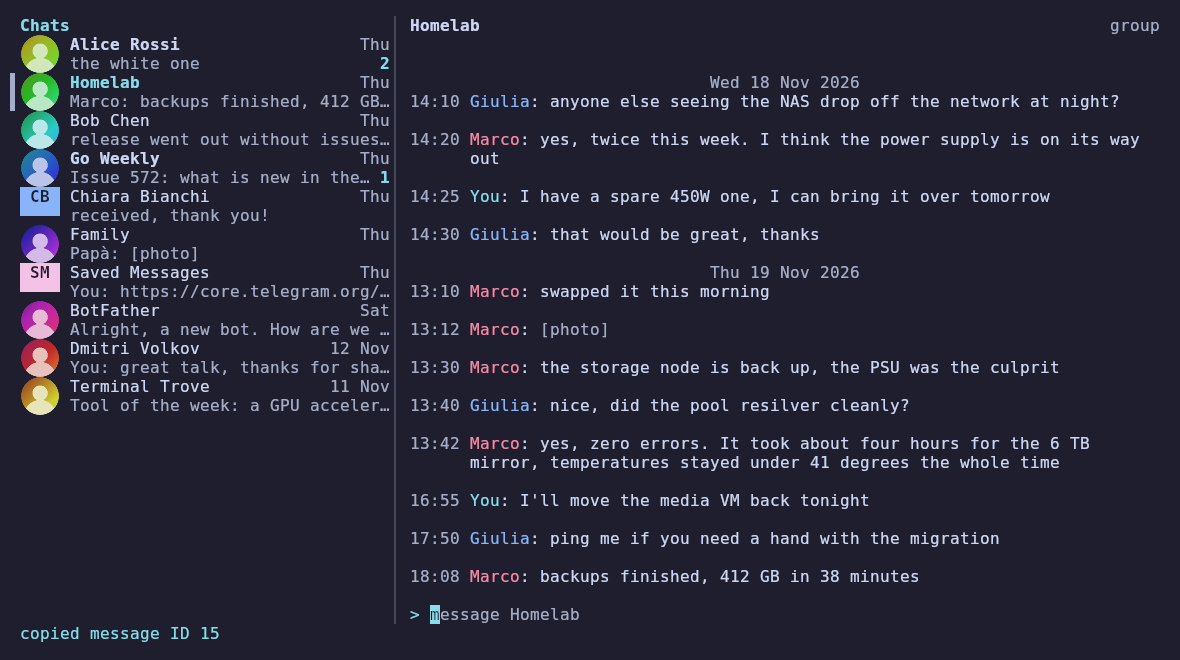 Chats
Alice Rossi Thu
the white one 2
Homelab Thu
Marco: backups finished, 412 GB…
Bob Chen Thu
release went out without issues…
Go Weekly Thu
Issue 572: what is new in the… 1
CB Chiara Bianchi Thu
received, thank you!
Family Thu
Papà: [photo]
SM Saved Messages Thu
You: https://core.telegram.org/…
BotFather Sat
Alright, a new bot. How are we …
Dmitri Volkov 12 Nov
You: great talk, thanks for sha…
Terminal Trove 11 Nov
Tool of the week: a GPU acceler…
copied message ID 15
Homelab group
Wed 18 Nov 2026
14:10 Giulia: anyone else seeing the NAS drop off the network at night?
14:20 Marco: yes, twice this week. I think the power supply is on its way
out
14:25 You: I have a spare 450W one, I can bring it over tomorrow
14:30 Giulia: that would be great, thanks
Thu 19 Nov 2026
13:10 Marco: swapped it this morning
13:12 Marco: [photo]
13:30 Marco: the storage node is back up, the PSU was the culprit
13:40 Giulia: nice, did the pool resilver cleanly?
13:42 Marco: yes, zero errors. It took about four hours for the 6 TB
mirror, temperatures stayed under 41 degrees the whole time
16:55 You: I'll move the media VM back tonight
17:50 Giulia: ping me if you need a hand with the migration
18:08 Marco: backups finished, 412 GB in 38 minutes
> message Homelab